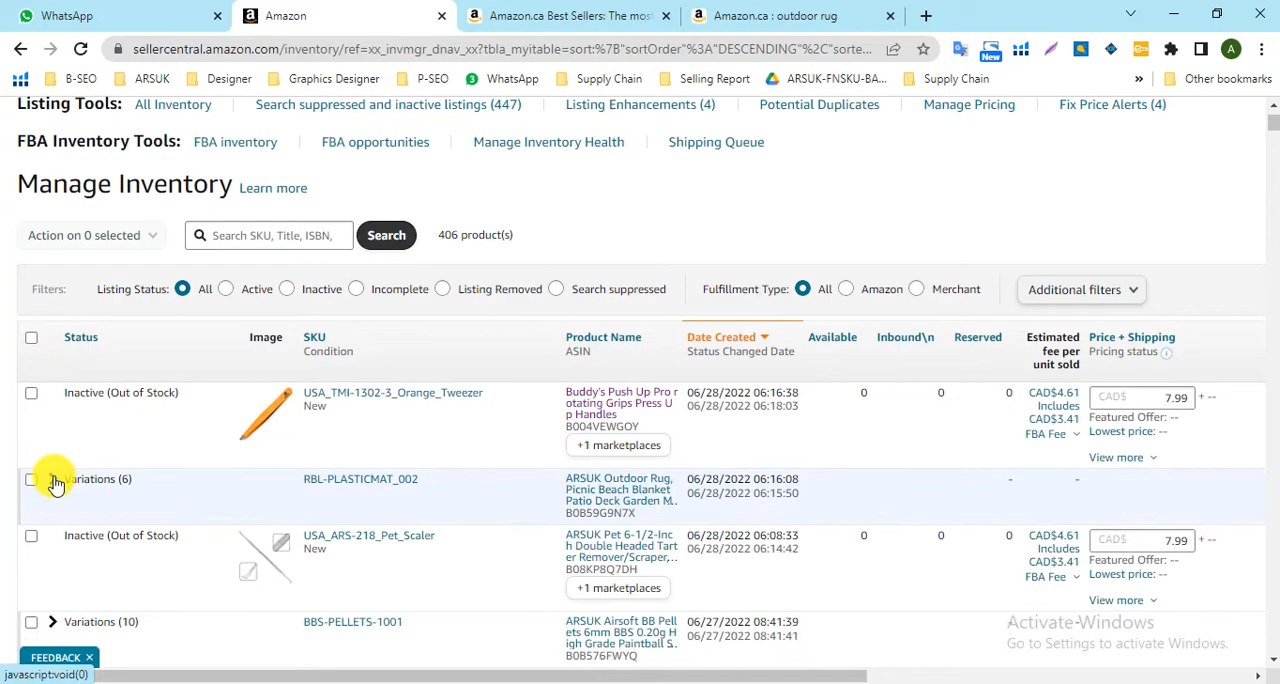 WhatsApp
Amazon
Amazon.ca Best Sellers: The most
Amazon.ca : outdoor rug
sellercentral.amazon.com/inventory/ref=xx_invmgr_dnav_xx?tbla_myitable=sort:%7B"sortOrder"%3A"DESCENDING"%2C"sorte...
New
A
B-SEO
ARSUK
Designer
Graphics Designer
P-SEO
3 WhatsApp
Supply Chain
Selling Report
ARSUK-FNSKU-BA...
Supply Chain
»
Other bookmarks
Listing Tools: All Inventory Search suppressed and inactive listings (447) Listing Enhancements (4) Potential Duplicates Manage Pricing Fix Price Alerts (4)
FBA Inventory Tools: FBA inventory FBA opportunities Manage Inventory Health Shipping Queue
Manage Inventory Learn more
Action on 0 selected Search SKU, Title, ISBN, Search 406 product(s)
Filters: Listing Status: All Active Inactive Incomplete Listing Removed Search suppressed Fulfillment Type: All Amazon Merchant Additional filters
Status
Image
SKU
Condition
Product Name
ASIN
Date Created
Status Changed Date
Available
Inbound\n
Reserved
Estimated
fee per
unit sold
Price + Shipping
Pricing status
Inactive (Out of Stock)
USA_TMI-1302-3_Orange_Tweezer
New
Buddy's Push Up Pro r
otating Grips Press U
p Handles
B004VEWGOY
+1 marketplaces
06/28/2022 06:16:38
06/28/2022 06:18:03
0
0
0
CAD$4.61
Includes
CAD$3.41
FBA Fee
CAD$ 7.99 + --
Featured Offer: --
Lowest price: --
View more
Variations (6)
RBL-PLASTICMAT_002
ARSUK Outdoor Rug,
Picnic Beach Blanket
Patio Deck Garden M..
B0B59G9N7X
06/28/2022 06:16:08
06/28/2022 06:15:50
-
-
Inactive (Out of Stock)
USA_ARS-218_Pet_Scaler
New
ARSUK Pet 6-1/2-Inc
h Double Headed Tart
er Remover/Scraper,...
B08KP8Q7DH
+1 marketplaces
06/28/2022 06:08:33
06/28/2022 06:14:42
0
0
0
CAD$4.61
Includes
CAD$3.41
FBA Fee
CAD$ 7.99 + --
Featured Offer: --
Lowest price: --
View more
Variations (10)
BBS-PELLETS-1001
ARSUK Airsoft BB Pell
ets 6mm BBS 0.20g H
igh Grade Paintball S..
B0B576FWYQ
06/27/2022 08:41:39
06/27/2022 08:41:41
-
Activate Windows
Go to Settings to activate Windows.
FEEDBACK
javascript:void(0)